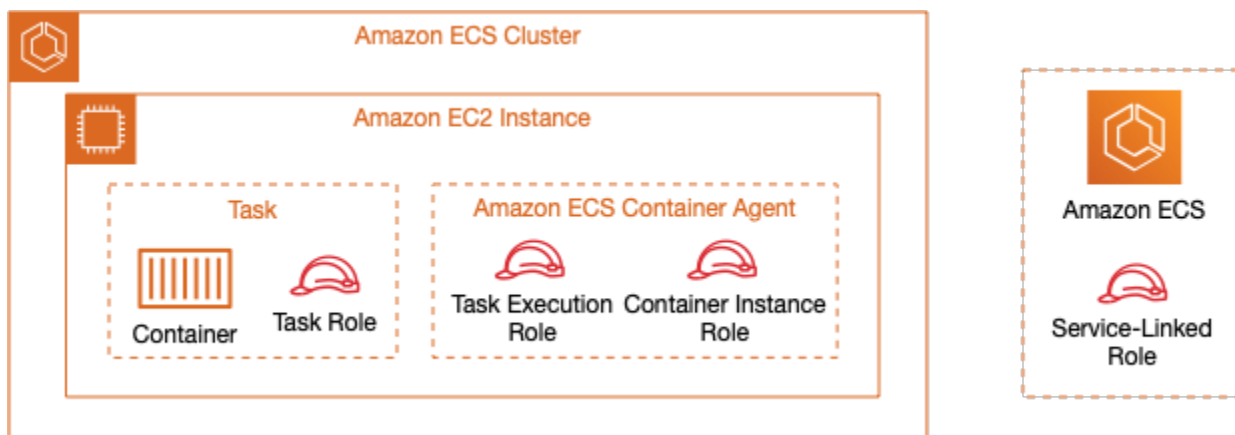 Amazon ECS Cluster
Amazon EC2 Instance
Task
Container
Task Role
Amazon ECS Container Agent
Task Execution
Role
Container Instance
Role
Amazon ECS
Service-Linked
Role